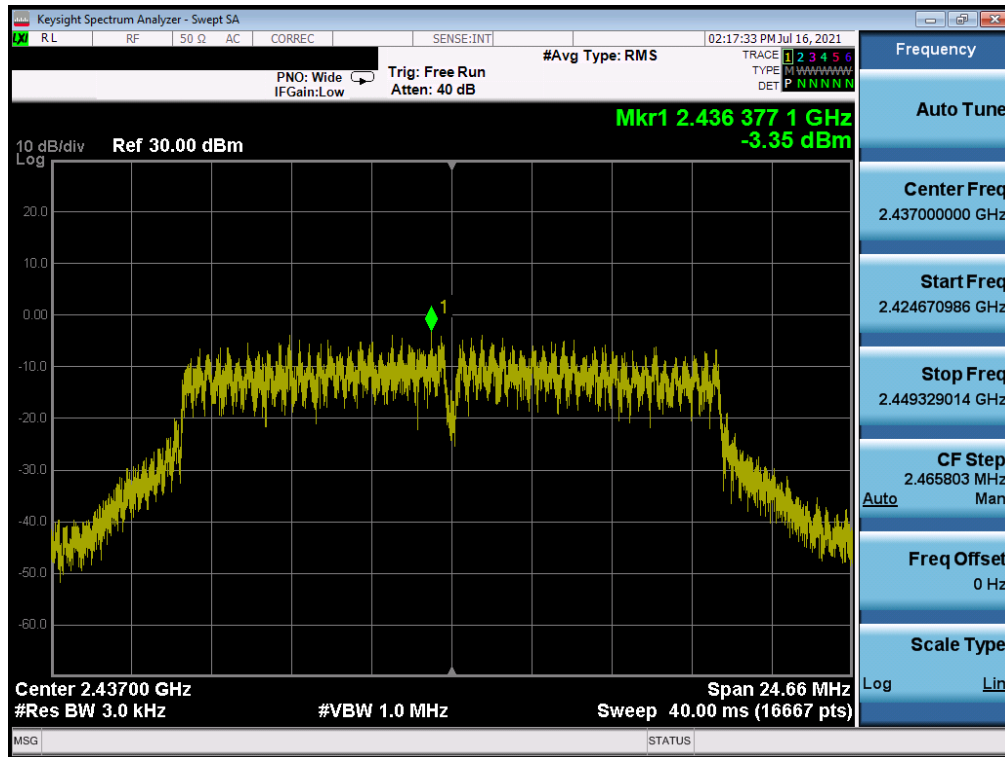 Keysight Spectrum Analyzer - Swept SA
LXI RL RF 50 Ω AC CORREC SENSE:INT 02:17:33 PM Jul 16, 2021
PNO: Wide
IFGain:Low
Trig: Free Run
Atten: 40 dB
#Avg Type: RMS
TRACE 1 2 3 4 5 6
TYPE M WWWWW
DET P N N N N N
Mkr1 2.436 377 1 GHz
-3.35 dBm
10 dB/div Ref 30.00 dBm
Log
20.0
10.0
0.00
-10.0
-20.0
-30.0
-40.0
-50.0
-60.0
1
Center 2.43700 GHz Span 24.66 MHz
#Res BW 3.0 kHz #VBW 1.0 MHz Sweep 40.00 ms (16667 pts)
MSG STATUS
Frequency
Auto Tune
Center Freq
2.437000000 GHz
Start Freq
2.424670986 GHz
Stop Freq
2.449329014 GHz
CF Step
2.465803 MHz
Auto Man
Freq Offset
0 Hz
Scale Type
Log Lin